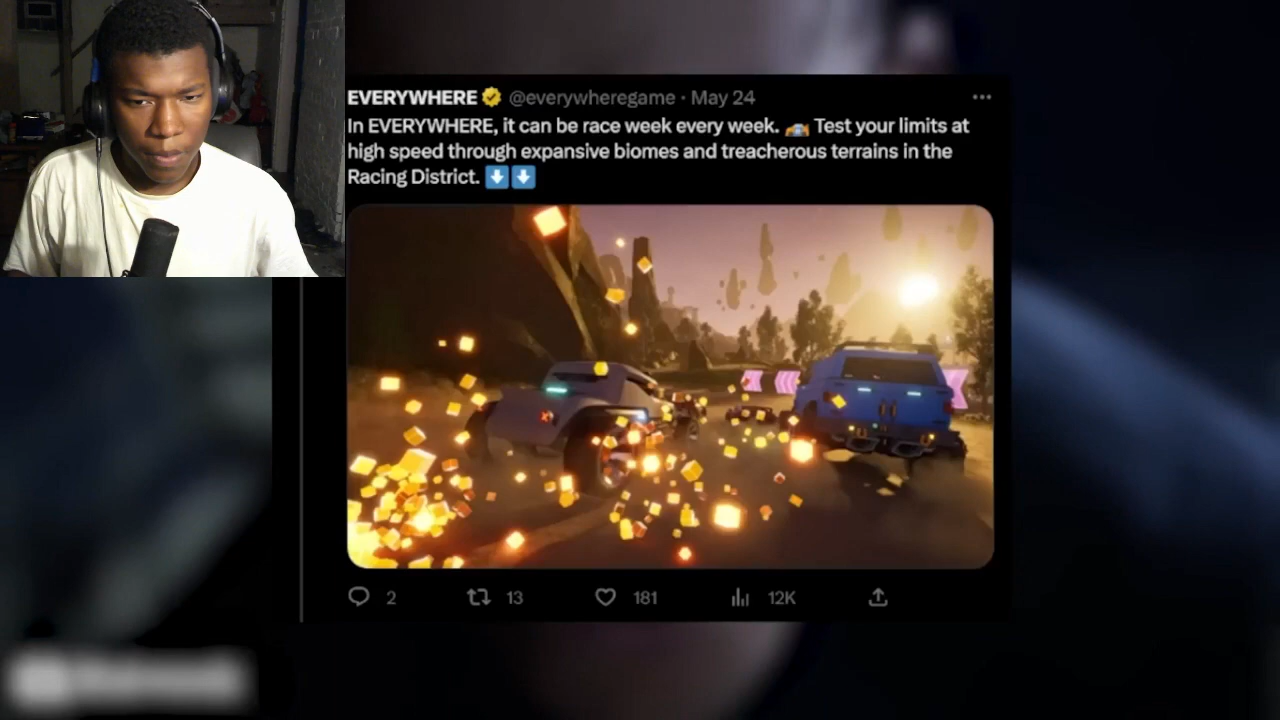 EVERYWHERE @everywheregame · May 24
In EVERYWHERE, it can be race week every week. 🏎️ Test your limits at
high speed through expansive biomes and treacherous terrains in the
Racing District. ⬇️⬇️
2 13 181 12K